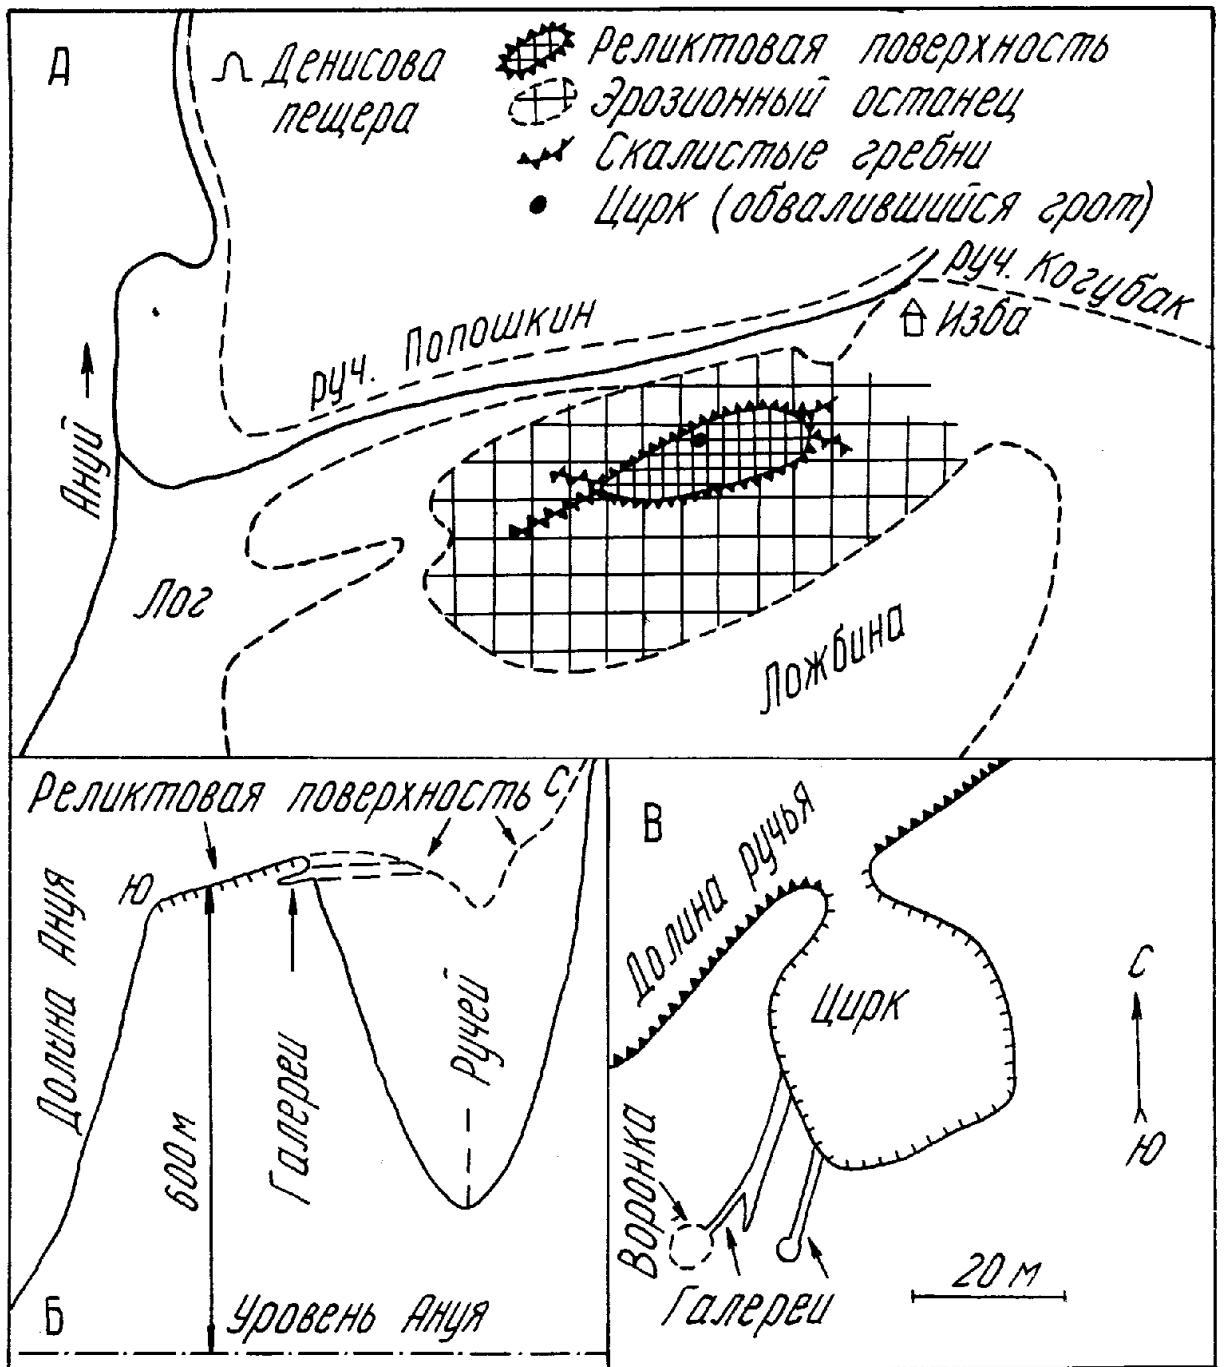 А
Денисова
пещера
Реликтовая поверхность
Эрозионный останец
Скалистые гребни
Цирк (обвалившийся грот)
руч. Когубак
Изба
руч. Попошкин
Ануй
Лог
Ложбина
Реликтовая поверхность
С
Ю
Долина Ануя
600 м
Галереи
Ручей
Б
Уровень Ануя
В
Долина ручья
Цирк
С
Ю
Воронка
Галереи
20 м